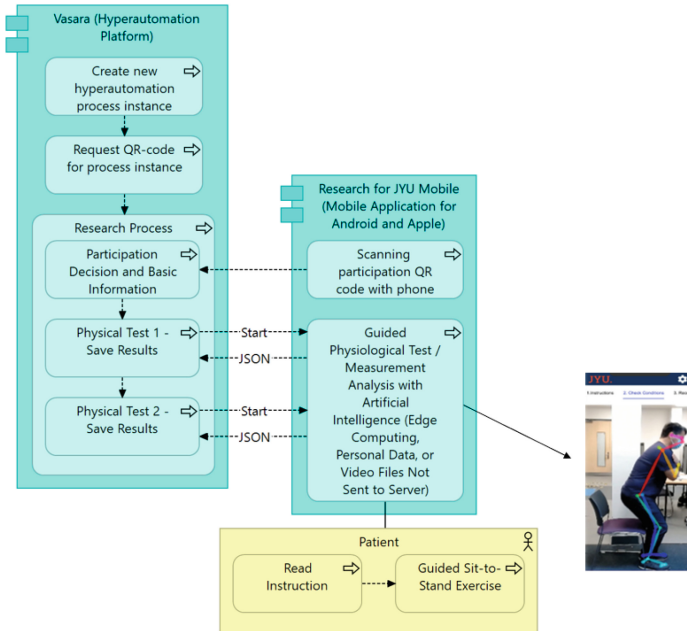 Vasara (Hyperautomation
Platform)
Create new
hyperautomation
process instance
Request QR-code
for process instance
Research Process
Participation
Decision and Basic
Information
Physical Test 1 -
Save Results
Physical Test 2 -
Save Results
Start
JSON
Start
JSON
Research for JYU Mobile
(Mobile Application for
Android and Apple)
Scanning
participation QR
code with phone
Guided
Physiological Test /
Measurement
Analysis with
Artificial
Intelligence (Edge
Computing,
Personal Data, or
Video Files Not
Sent to Server)
Patient
Read
Instruction
Guided Sit-to-
Stand Exercise
JYU.
1. Instructions
2. Check Conditions